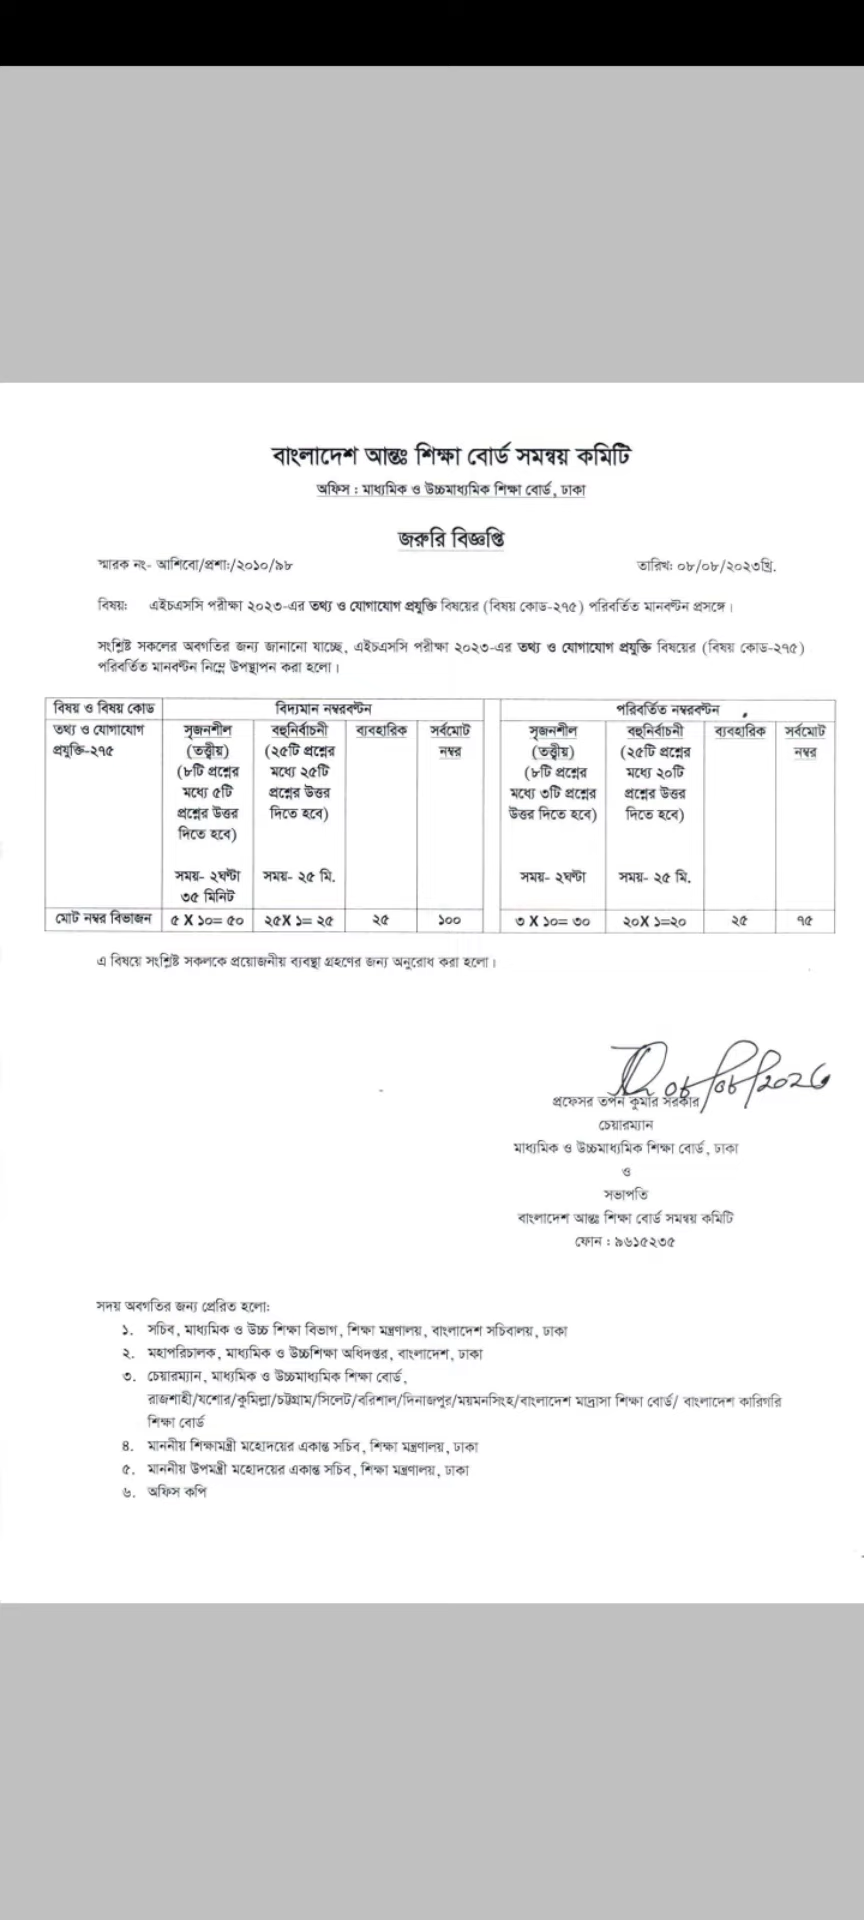 বাংলাদেশ আন্তঃ শিক্ষা বোর্ড সমন্বয় কমিটি
অফিস : মাধ্যমিক ও উচ্চমাধ্যমিক শিক্ষা বোর্ড, ঢাকা
জরুরি বিজ্ঞপ্তি
স্মারক নং- আশিবো/প্রশা:/২০১০/৯৮ তারিখ: ০৮/০৮/২০২৩খ্রি.
বিষয়: এইচএসসি পরীক্ষা ২০২৩-এর তথ্য ও যোগাযোগ প্রযুক্তি বিষয়ের (বিষয় কোড-২৭৫) পরিবর্তিত মানবণ্টন প্রসঙ্গে।
সংশ্লিষ্ট সকলের অবগতির জন্য জানানো যাচ্ছে, এইচএসসি পরীক্ষা ২০২৩-এর তথ্য ও যোগাযোগ প্রযুক্তি বিষয়ের (বিষয় কোড-২৭৫)
পরিবর্তিত মানবণ্টন নিম্নে উপস্থাপন করা হলো।
বিষয় ও বিষয় কোড বিদ্যমান নম্বরবণ্টন পরিবর্তিত নম্বরবণ্টন
তথ্য ও যোগাযোগ সৃজনশীল বহুনির্বাচনী ব্যবহারিক সর্বমোট সৃজনশীল বহুনির্বাচনী ব্যবহারিক সর্বমোট
প্রযুক্তি-২৭৫ (তত্ত্বীয়) (২৫টি প্রশ্নের নম্বর (তত্ত্বীয়) (২৫টি প্রশ্নের নম্বর
(৮টি প্রশ্নের মধ্যে ২৫টি (৮টি প্রশ্নের মধ্যে ২০টি
মধ্যে ৫টি প্রশ্নের উত্তর মধ্যে ৩টি প্রশ্নের প্রশ্নের উত্তর
প্রশ্নের উত্তর দিতে হবে) উত্তর দিতে হবে) দিতে হবে)
দিতে হবে)
সময়- ২ঘণ্টা সময়- ২৫ মি. সময়- ২ঘণ্টা সময়- ২৫ মি.
৩৫ মিনিট
মোট নম্বর বিভাজন ৫ X ১০= ৫০ ২৫X ১= ২৫ ২৫ ১০০ ৩ X ১০= ৩০ ২০X ১=২০ ২৫ ৭৫
এ বিষয়ে সংশ্লিষ্ট সকলকে প্রয়োজনীয় ব্যবস্থা গ্রহণের জন্য অনুরোধ করা হলো।
০৮/০৮/২০২৩
প্রফেসর তপন কুমার সরকার
চেয়ারম্যান
মাধ্যমিক ও উচ্চমাধ্যমিক শিক্ষা বোর্ড, ঢাকা
ও
সভাপতি
বাংলাদেশ আন্তঃ শিক্ষা বোর্ড সমন্বয় কমিটি
ফোন : ৯৬১৫২৩৫
সদয় অবগতির জন্য প্রেরিত হলো:
১. সচিব, মাধ্যমিক ও উচ্চ শিক্ষা বিভাগ, শিক্ষা মন্ত্রণালয়, বাংলাদেশ সচিবালয়, ঢাকা
২. মহাপরিচালক, মাধ্যমিক ও উচ্চশিক্ষা অধিদপ্তর, বাংলাদেশ, ঢাকা
৩. চেয়ারম্যান, মাধ্যমিক ও উচ্চমাধ্যমিক শিক্ষা বোর্ড,
রাজশাহী/যশোর/কুমিল্লা/চট্টগ্রাম/সিলেট/বরিশাল/দিনাজপুর/ময়মনসিংহ/বাংলাদেশ মাদ্রাসা শিক্ষা বোর্ড/ বাংলাদেশ কারিগরি
শিক্ষা বোর্ড
৪. মাননীয় শিক্ষামন্ত্রী মহোদয়ের একান্ত সচিব, শিক্ষা মন্ত্রণালয়, ঢাকা
৫. মাননীয় উপমন্ত্রী মহোদয়ের একান্ত সচিব, শিক্ষা মন্ত্রণালয়, ঢাকা
৬. অফিস কপি